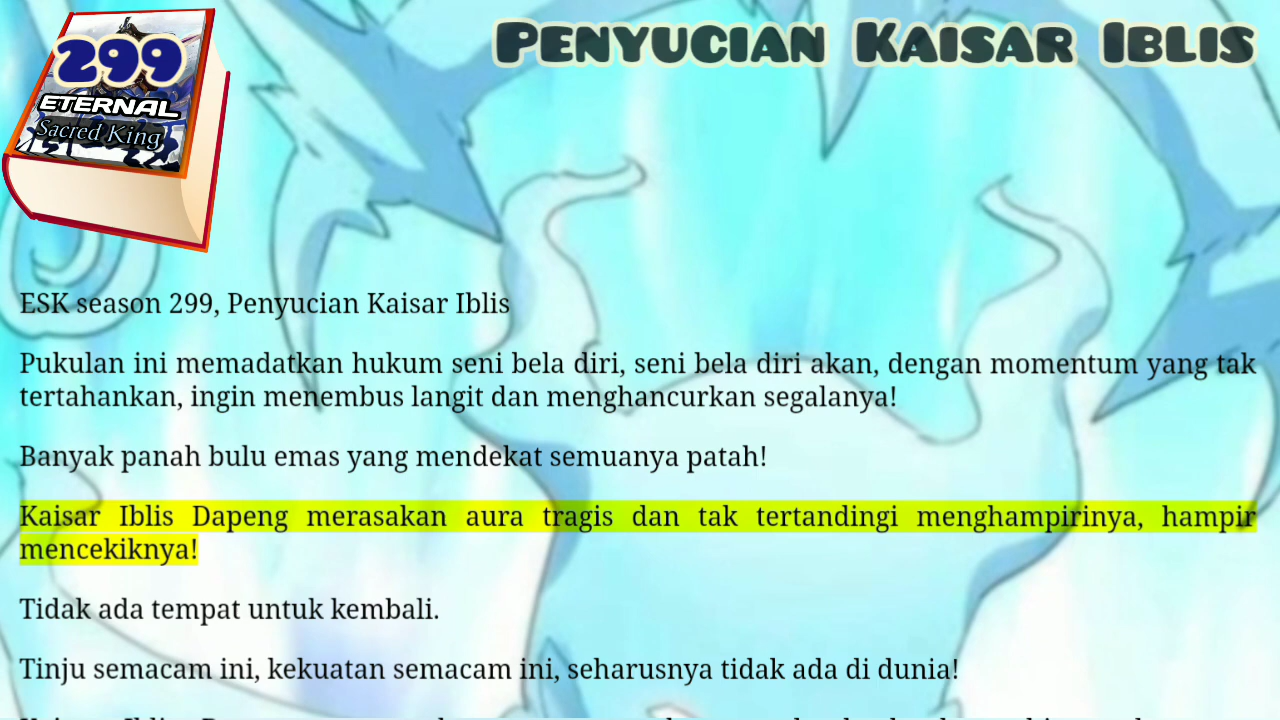 299
ETERNAL
Sacred King
Penyucian Kaisar Iblis
ESK season 299, Penyucian Kaisar Iblis
Pukulan ini memadatkan hukum seni bela diri, seni bela diri akan, dengan momentum yang tak
tertahankan, ingin menembus langit dan menghancurkan segalanya!
Banyak panah bulu emas yang mendekat semuanya patah!
Kaisar Iblis Dapeng merasakan aura tragis dan tak tertandingi menghampirinya, hampir
mencekiknya!
Tidak ada tempat untuk kembali.
Tinju semacam ini, kekuatan semacam ini, seharusnya tidak ada di dunia!